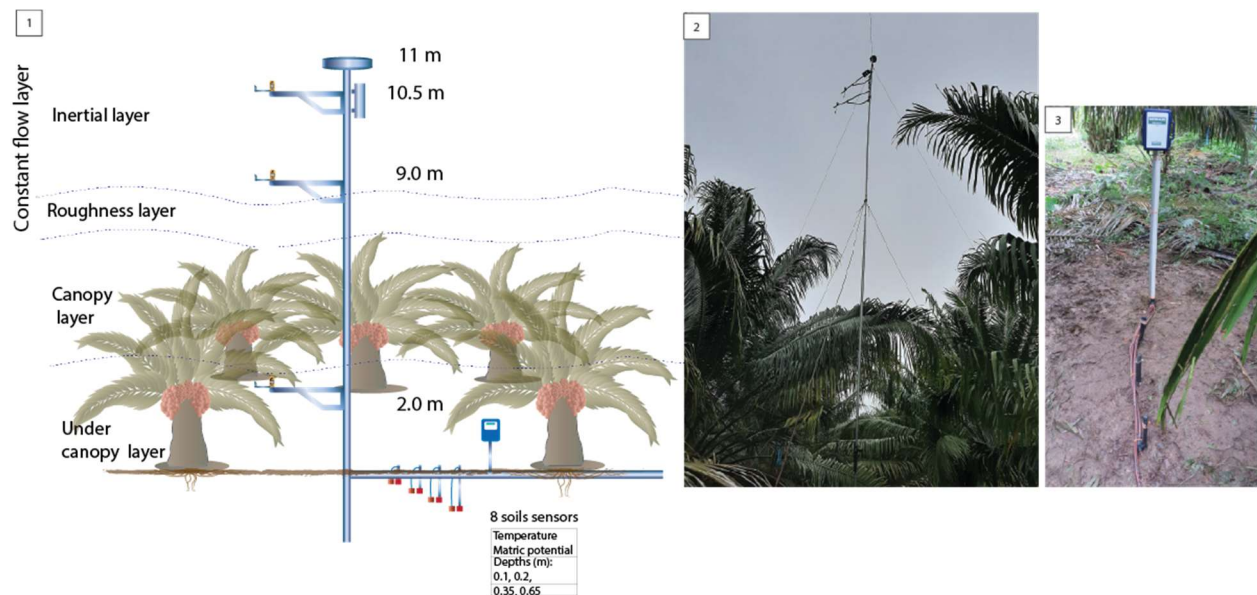 1
Constant flow layer
11 m
10.5 m
Inertial layer
9.0 m
Roughness layer
Canopy
layer
2.0 m
Under
canopy layer
8 soils sensors
Temperature
Matric potential
Depths (m):
0.1, 0.2,
0.35, 0.65
2
3